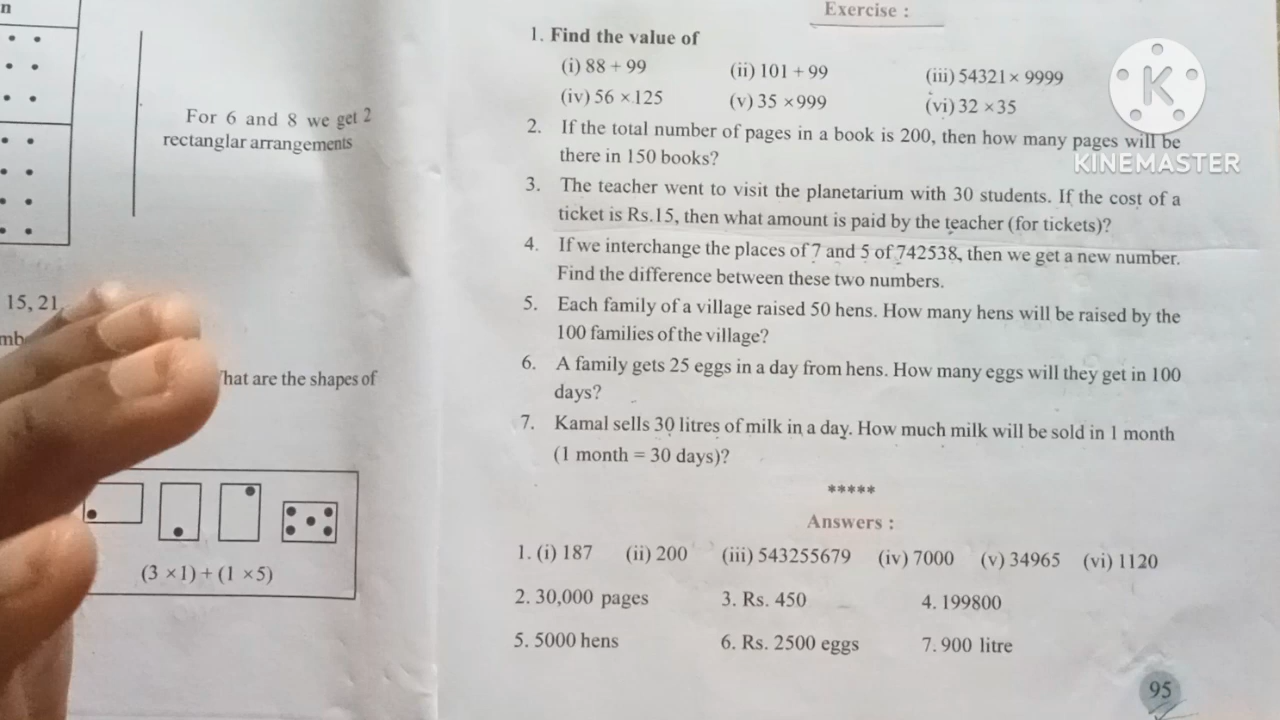 n
For 6 and 8 we get 2
rectanglar arrangements
15, 21
hat are the shapes of
(3 ×1) + (1 ×5)
Exercise :
1. Find the value of
(i) 88 + 99 (ii) 101 + 99 (iii) 54321 × 9999
(iv) 56 × 125 (v) 35 ×999 (vi) 32 ×35
2. If the total number of pages in a book is 200, then how many pages will be
there in 150 books?
3. The teacher went to visit the planetarium with 30 students. If the cost of a
ticket is Rs.15, then what amount is paid by the teacher (for tickets)?
4. If we interchange the places of 7 and 5 of 742538, then we get a new number.
Find the difference between these two numbers.
5. Each family of a village raised 50 hens. How many hens will be raised by the
100 families of the village?
6. A family gets 25 eggs in a day from hens. How many eggs will they get in 100
days?
7. Kamal sells 30 litres of milk in a day. How much milk will be sold in 1 month
(1 month = 30 days)?
*****
Answers :
1. (i) 187 (ii) 200 (iii) 543255679 (iv) 7000 (v) 34965 (vi) 1120
2. 30,000 pages 3. Rs. 450 4. 199800
5. 5000 hens 6. Rs. 2500 eggs 7. 900 litre
95
K
KINEMASTER